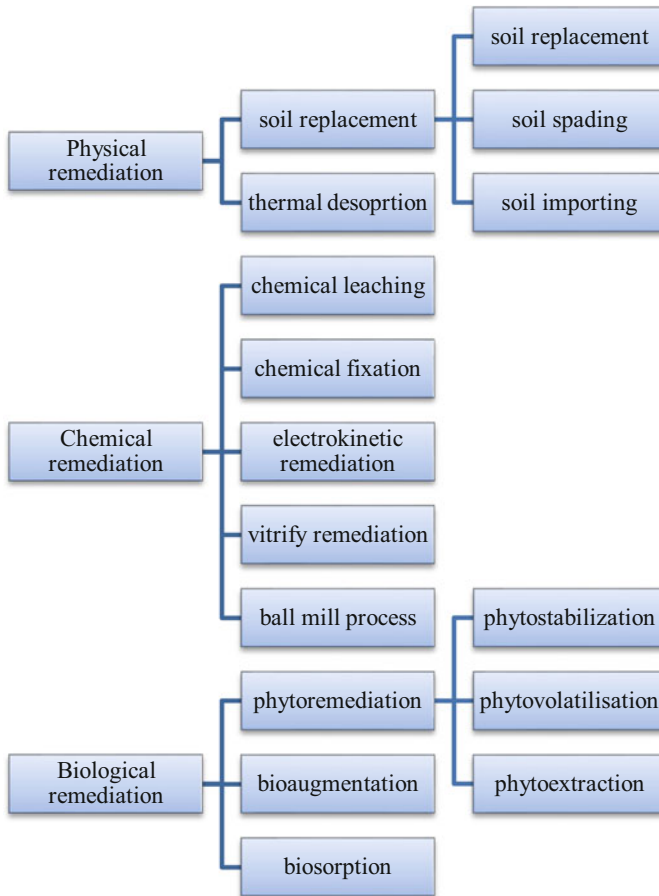 Physical
remediation
soil replacement
soil replacement
soil spading
soil importing
thermal desoprtion
Chemical
remediation
chemical leaching
chemical fixation
electrokinetic
remediation
vitrify remediation
ball mill process
Biological
remediation
phytoremediation
phytostabilization
phytovolatilisation
phytoextraction
bioaugmentation
biosorption